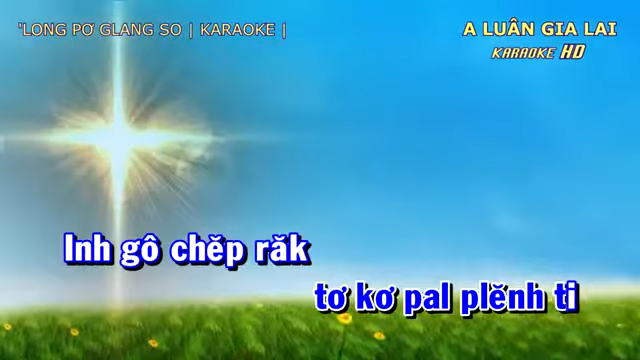 'LONG PƠ GLANG SO | KARAOKE |
A LUÂN GIA LAI
KARAOKE HD
Inh gô chĕp răk
tơ kơ pal plĕnh ti